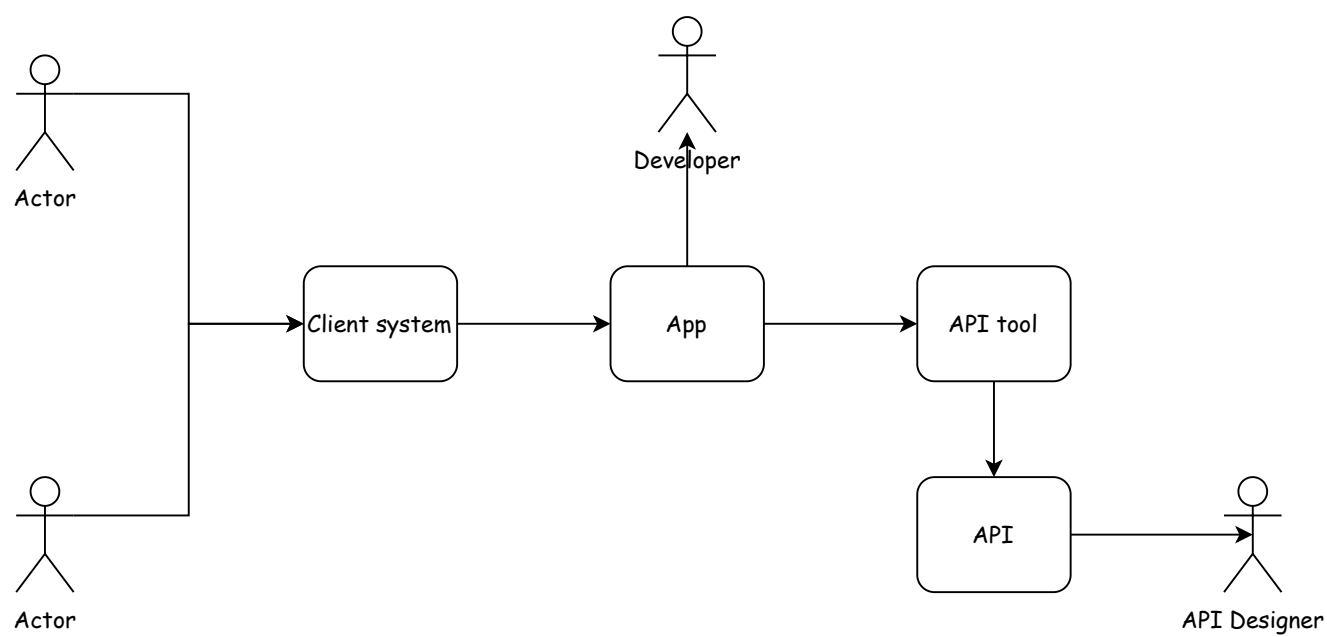 Developer
Actor
Client system
App
API tool
API
Actor
API Designer